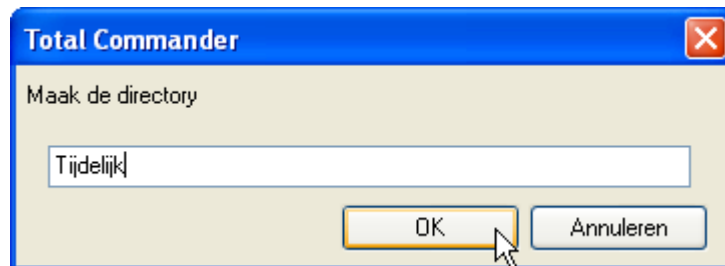 Total Commander
Maak de directory
Tijdelijk
OK
Annuleren